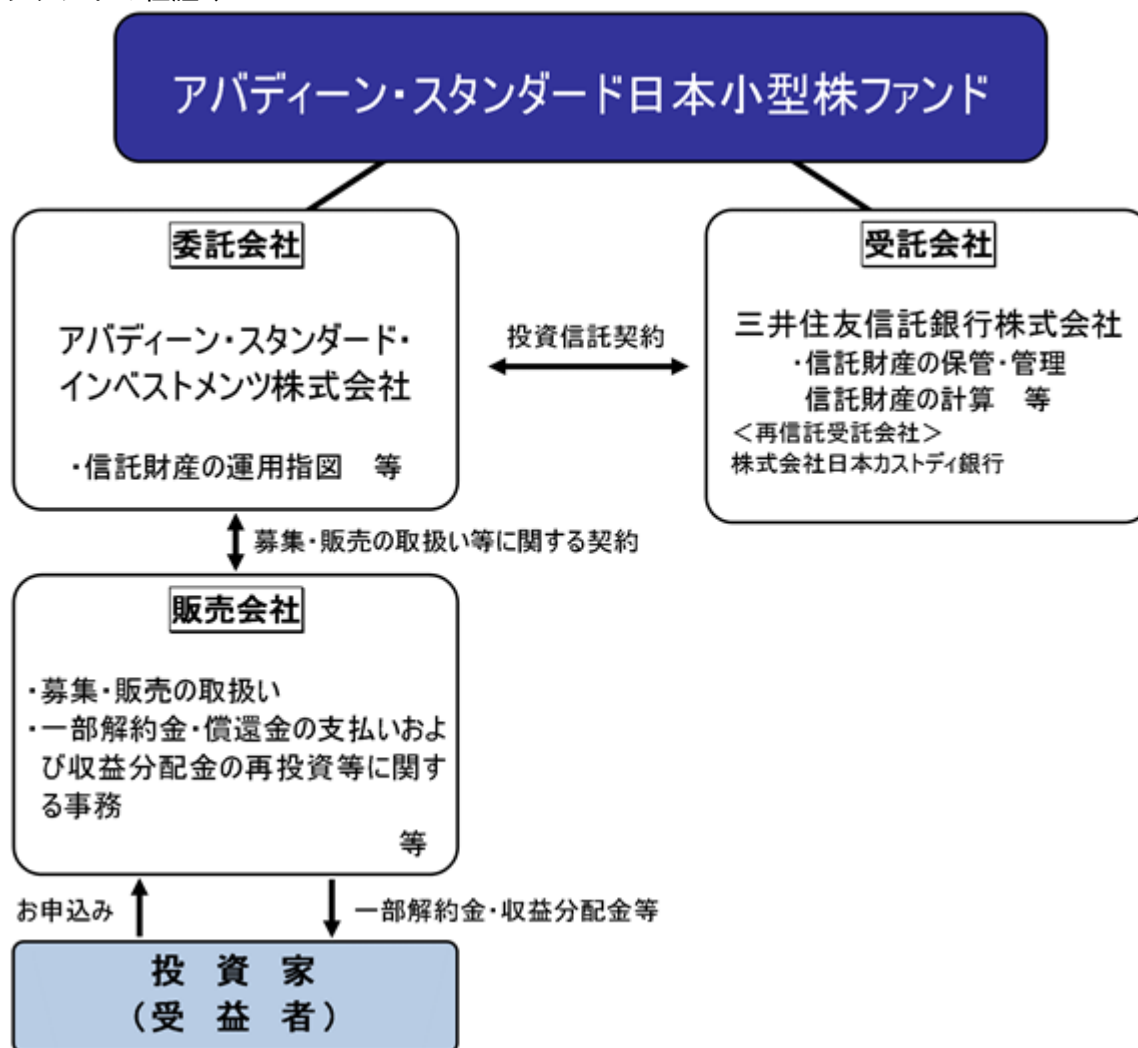 アバディーン・スタンダード日本小型株ファンド
委託会社
アバディーン・スタンダード・
インベストメンツ株式会社
・信託財産の運用指図　等
投資信託契約
受託会社
三井住友信託銀行株式会社
・信託財産の保管・管理
信託財産の計算　等
＜再信託受託会社＞
株式会社日本カストディ銀行
募集・販売の取扱い等に関する契約
販売会社
・募集・販売の取扱い
・一部解約金・償還金の支払いおよ
び収益分配金の再投資等に関す
る事務
等
お申込み
一部解約金・収益分配金等
投　資　家
（受　益　者）